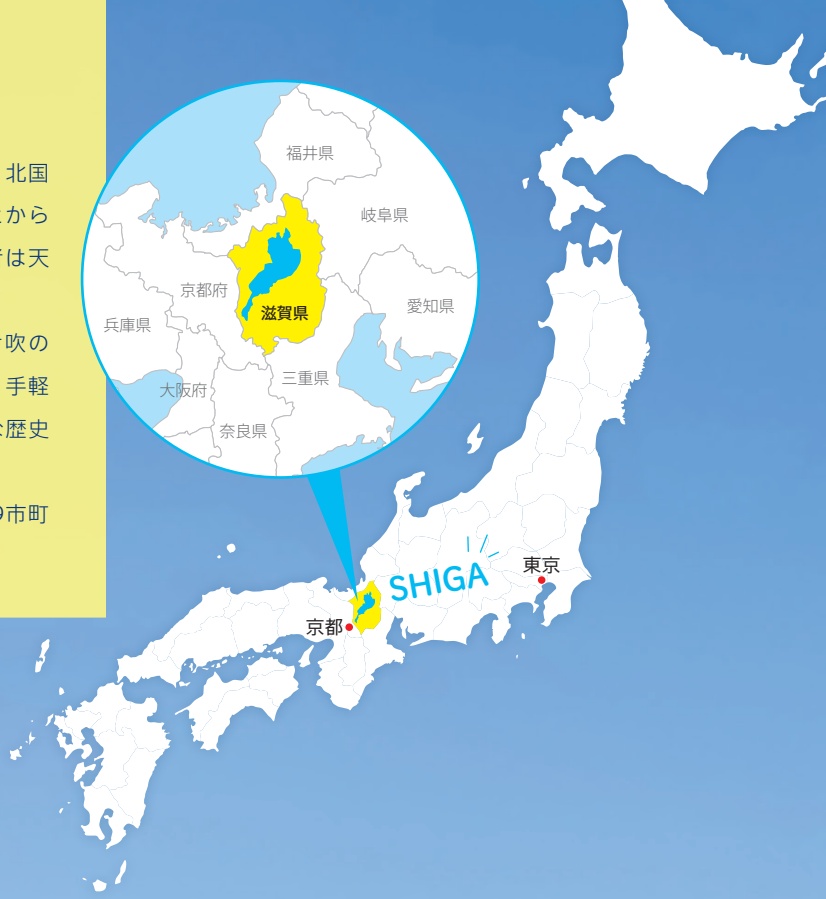 北国
から
は天
吹の
手軽
歴史
9市町
福井県
岐阜県
京都府
滋賀県
愛知県
兵庫県
三重県
大阪府
奈良県
SHIGA
東京
京都